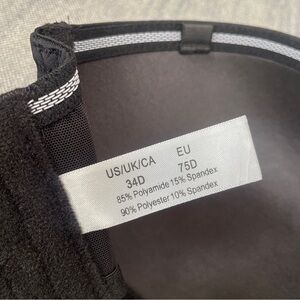 US/UK/CA EU
34D 75D
85% Polyamide 15% Spandex
90% Polyester 10% Spandex